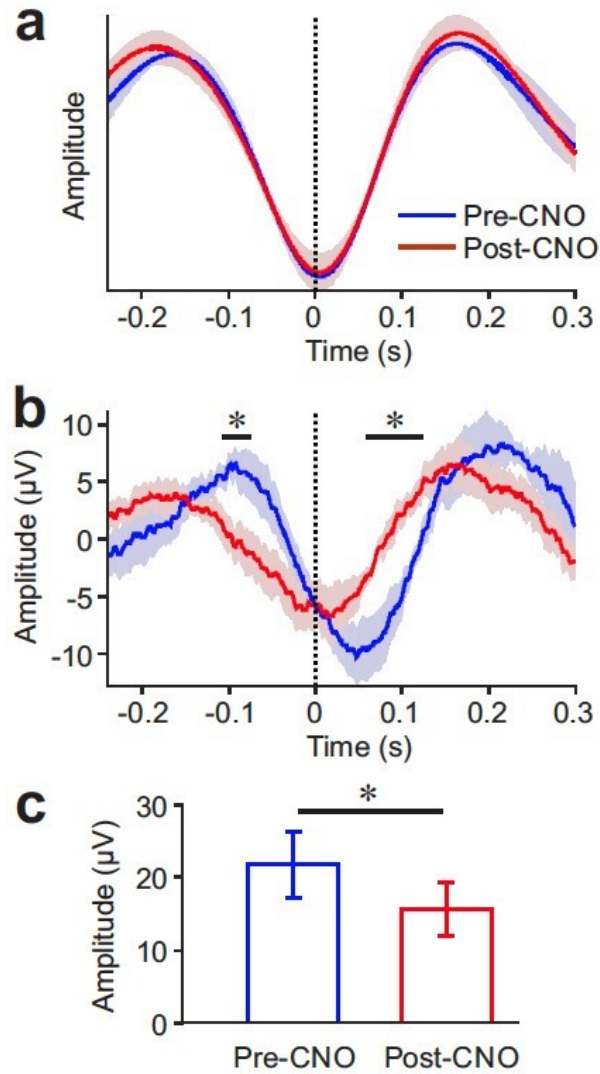 a
Amplitude
Pre-CNO
Post-CNO
-0.2 -0.1 0 0.1 0.2 0.3
Time (s)
b
* *
10
5
0
-5
-10
Amplitude (µV)
-0.2 -0.1 0 0.1 0.2 0.3
Time (s)
c
*
30
20
10
0
Amplitude (µV)
Pre-CNO Post-CNO